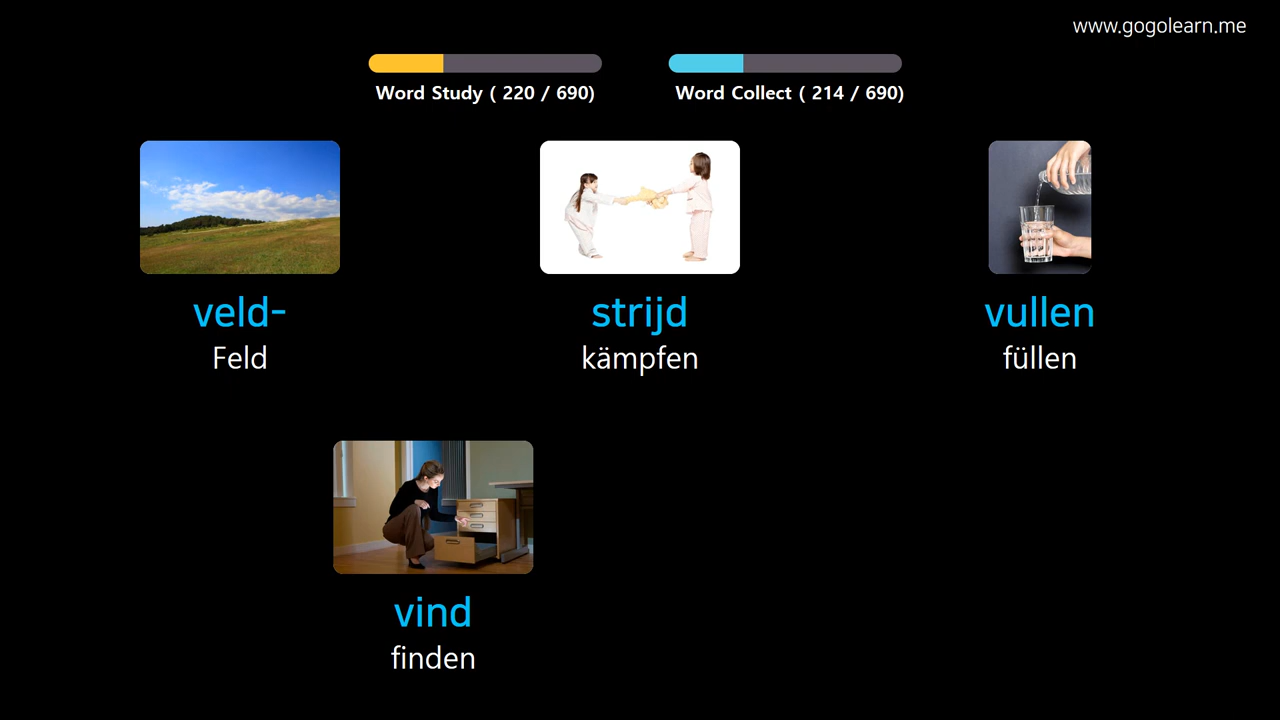 www.gogolearn.me
Word Study ( 220 / 690)
Word Collect ( 214 / 690)
veld-
Feld
strijd
kämpfen
vullen
füllen
vind
finden